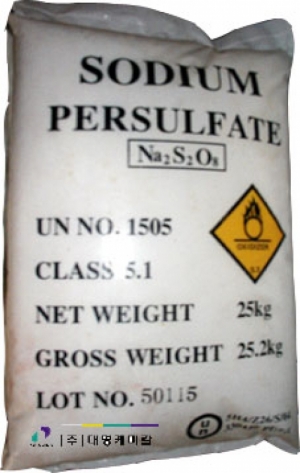 SODIUM
PERSULFATE
Na₂S₂O₈
UN NO. 1505
OXIDIZER
5.1
CLASS 5.1
NET WEIGHT 25kg
GROSS WEIGHT 25.2kg
LOT NO. 50115
(주)대명케미칼